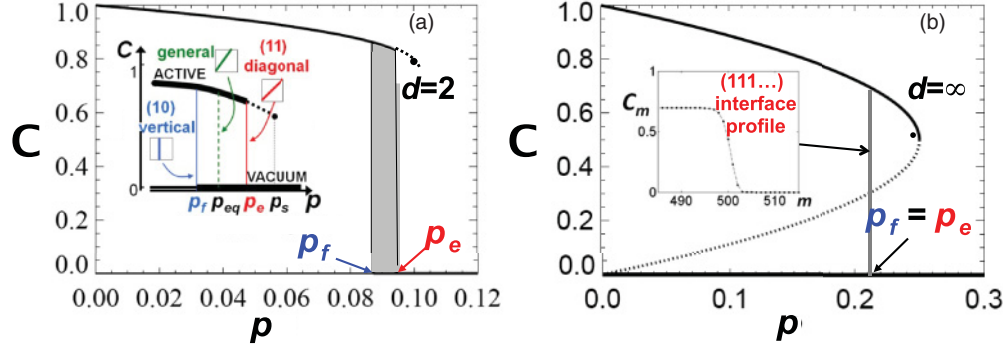 (a)
C
1.0
0.8
0.6
0.4
0.2
0.0
0.00
0.02
0.04
0.06
0.08
0.10
0.12
p
d=2
p_f
p_e
C
1
0
ACTIVE
general
(11)
diagonal
(10)
vertical
VACUUM
p_f p_eq p_e p_s p
(b)
C
1.0
0.8
0.6
0.4
0.2
0.0
0.0
0.1
0.2
0.3
p
d=∞
p_f = p_e
(111...)
interface
profile
C_m
1
0.5
0
490
500
510
m